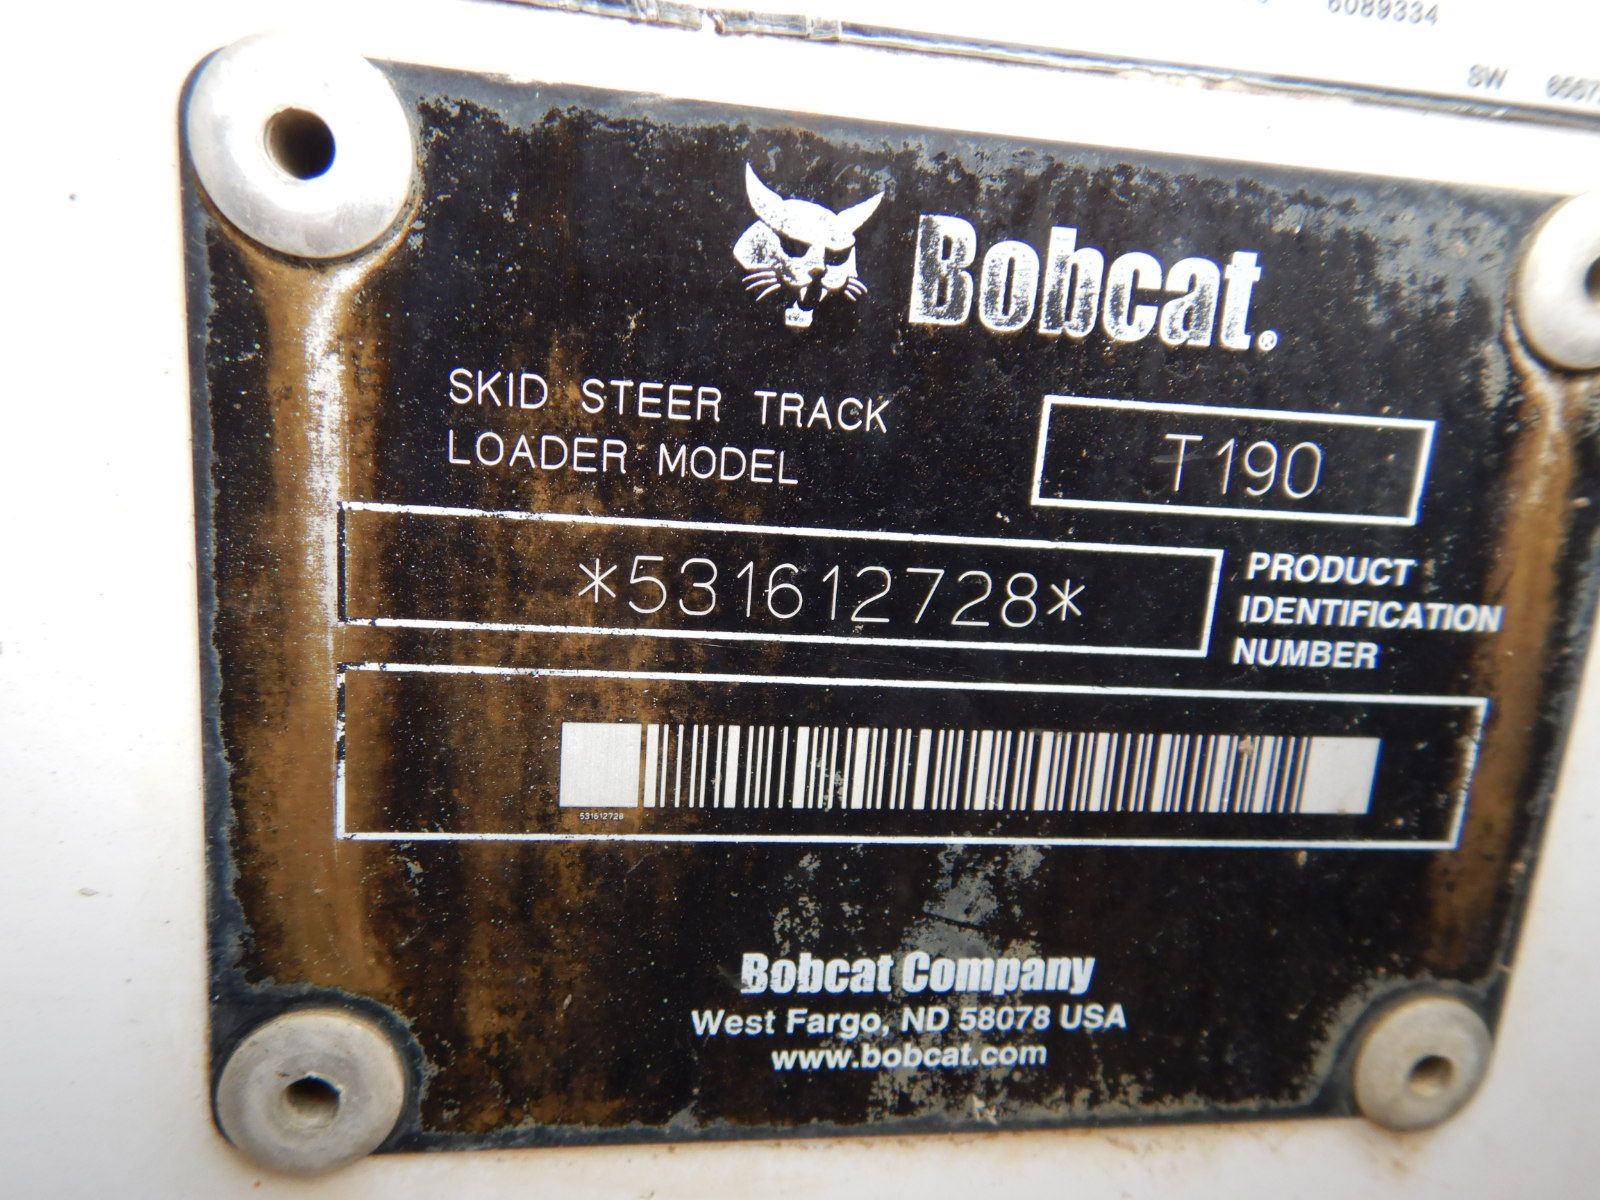 6089334
SW
Bobcat®
SKID STEER TRACK
LOADER MODEL
T190
*531612728*
PRODUCT
IDENTIFICATION
NUMBER
531612728
Bobcat Company
West Fargo, ND 58078 USA
www.bobcat.com